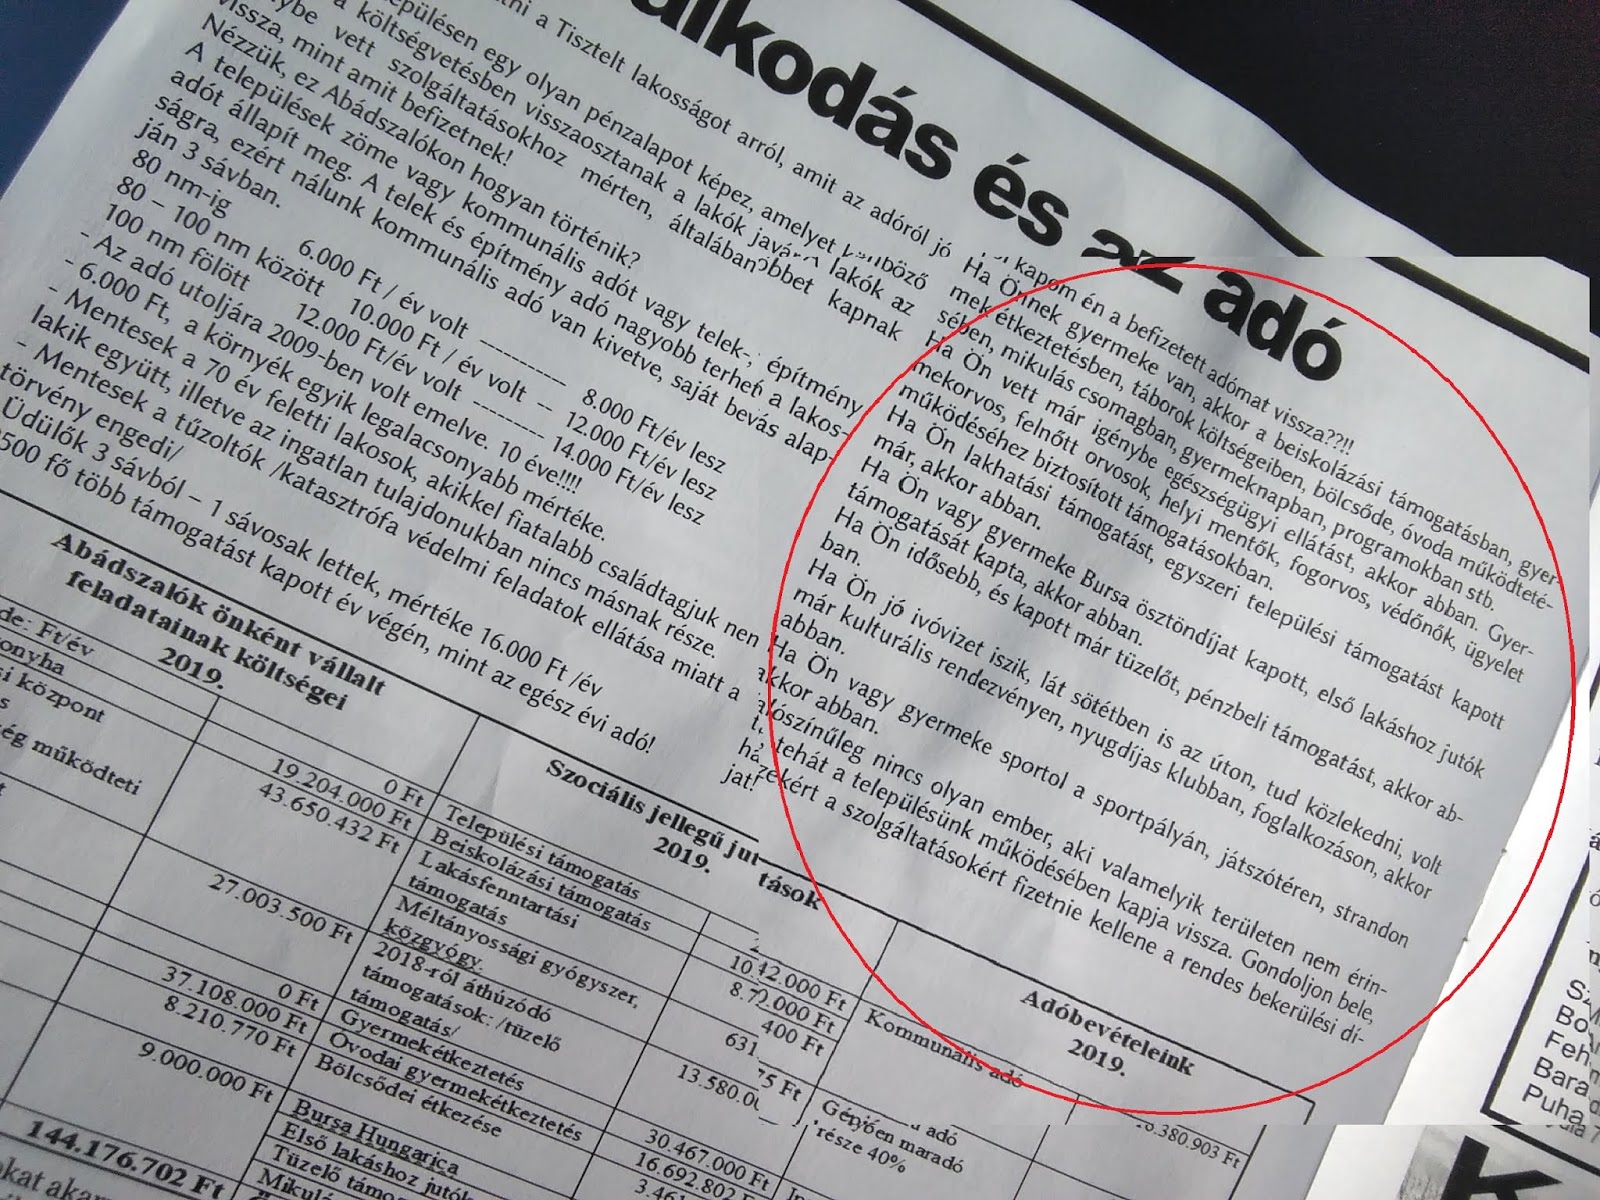 alkodás és az adó
a Tisztelt lakosságot arról, amit az adóról jó
településen egy olyan pénzalapot képez, amelyet különböző
a költségvetésben visszaosztanak a lakók javára
vett szolgáltatásokhoz mérten, általában többet kapnak
vissza, mint amit befizetnek!
Nézzük, ez Abádszalókon hogyan történik?
A települések zöme vagy kommunális adót vagy telek-, építmény
adót állapít meg. A telek és építmény adó nagyobb terhet a lakos-
ságra, ezért nálunk kommunális adó van kivetve, saját bevás alap-
ján 3 sávban.
80 nm-ig 6.000 Ft / év volt -------- 8.000 Ft/év lesz
80 – 100 nm között 10.000 Ft / év volt – 12.000 Ft/év lesz
100 nm fölött 12.000 Ft/év volt -------- 14.000 Ft/év lesz
- Az adó utoljára 2009-ben volt emelve. 10 éve!!!!
- 6.000 Ft, a környék egyik legalacsonyabb mértéke.
- Mentesek a 70 év feletti lakosok, akikkel fiatalabb családtagjuk nem
lakik együtt, illetve az ingatlan tulajdonukban nincs másnak része.
- Mentesek a tűzoltók /katasztrófa védelmi feladatok ellátása miatt a
törvény engedi/
Üdülők 3 sávból – 1 sávosak lettek, mértéke 16.000 Ft /év
500 fő több támogatást kapott év végén, mint az egész évi adó!
kapom én a befizetett adómat vissza??!!
Ha Önnek gyermeke van, akkor a beiskolázási támogatásban, gyer-
mekétkeztetésben, táborok költségeiben, bölcsőde, óvoda működteté-
sében, mikulás csomagban, gyermeknapban, programokban stb.
Ha Ön vett már igénybe egészségügyi ellátást, akkor abban. Gyer-
mekorvos, felnőtt orvosok, helyi mentők, fogorvos, védőnők, ügyelet
működéséhez biztosított támogatásokban.
Ha Ön lakhatási támogatást, egyszeri települési támogatást kapott
már, akkor abban.
Ha Ön vagy gyermeke Bursa ösztöndíjat kapott, első lakáshoz jutók
támogatását kapta, akkor abban.
Ha Ön idősebb, és kapott már tüzelőt, pénzbeli támogatást, akkor ab-
ban.
Ha Ön jó ivóvizet iszik, lát sötétben is az úton, tud közlekedni, volt
már kulturális rendezvényen, nyugdíjas klubban, foglalkozáson, akkor
abban.
Ha Ön vagy gyermeke sportol a sportpályán, játszótéren, strandon
akkor abban.
nincs olyan ember, aki valamelyik területen nem érin-
tehát a településünk működésében kapja vissza. Gondoljon bele,
ezekért a szolgáltatásokért fizetnie kellene a rendes bekerülési dí-
jat!
Abádszalók önként vállalt
feladatainak költségei
2019.
Ft/év
0 Ft
19.204.000 Ft
si központ
43.650.432 Ft
működteti
27.003.500 Ft
0 Ft
37.108.000 Ft
8.210.770 Ft
9.000.000 Ft
144.176.702 Ft
Szociális jellegű juttatások
2019.
Települési támogatás
Beiskolázási támogatás
Lakásfenntartási
támogatás
Méltányossági gyógyszer,
közgyógy.
400 Ft
2018-ról áthúzódó
támogatások: /tüzelő
támogatás/
Gyermekétkeztetés
30.467.000 Ft
Óvodai gyermekétkeztetés
16.692.802 Ft
Bölcsődei étkezése
Bursa Hungarica
Első lakáshoz jutók
Tüzelő
Adóbevételeink
2019.
Kommunális adó
adó
maradó
része 40%
Bara
Puha